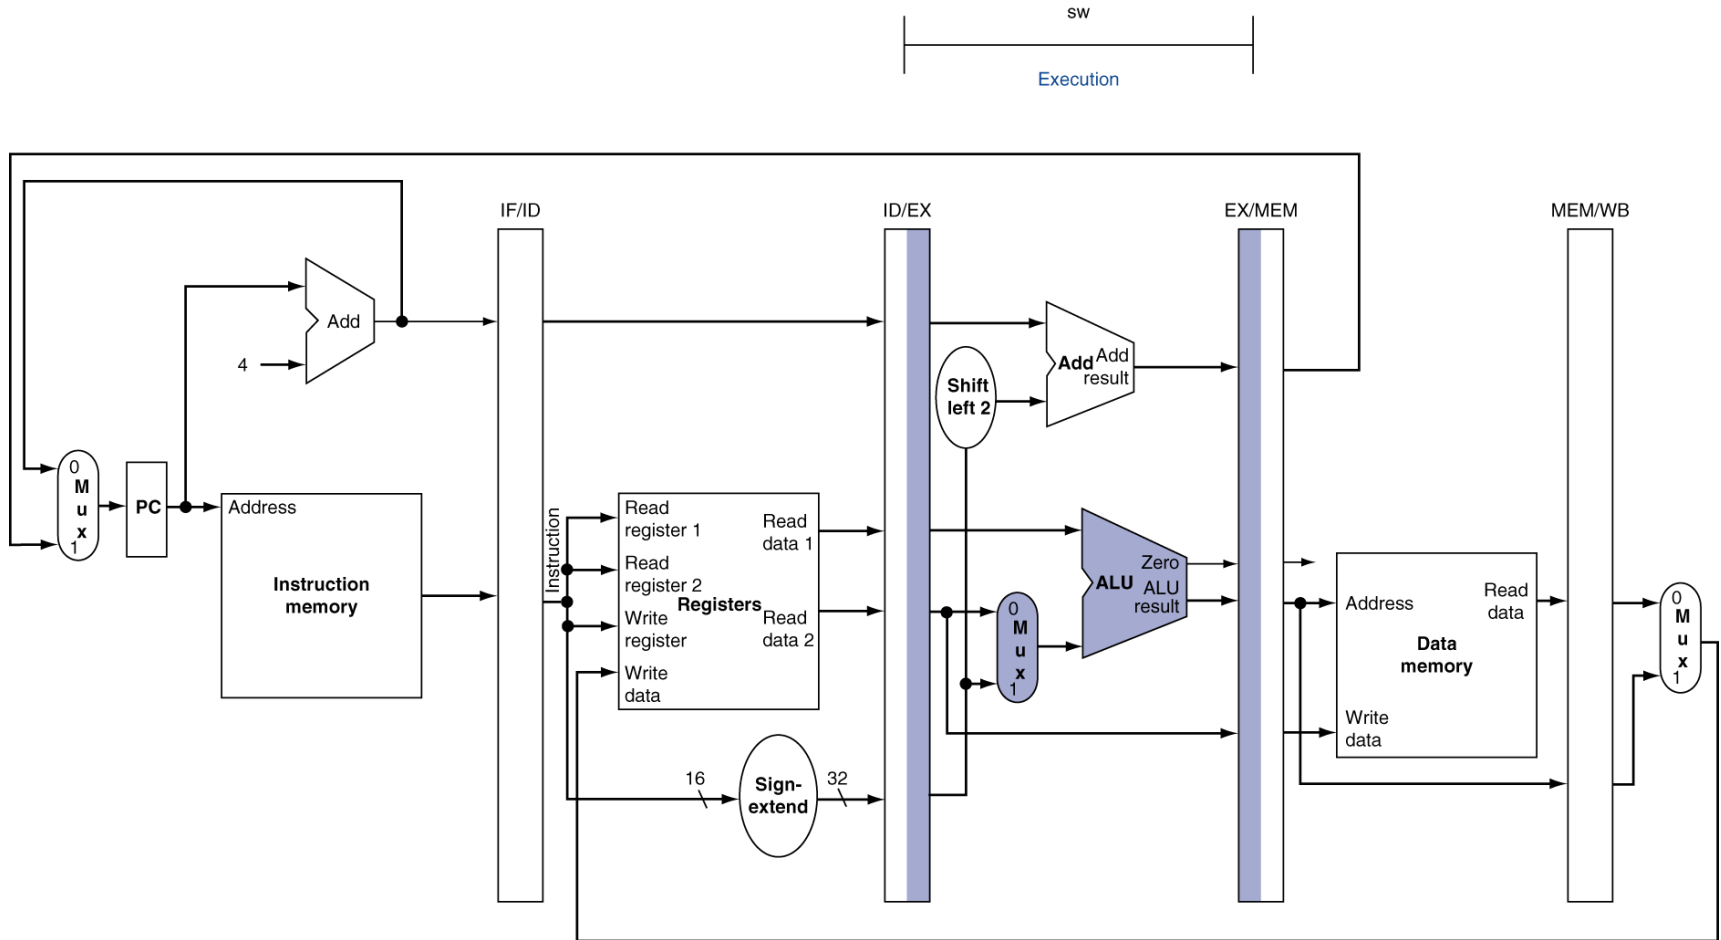 sw
Execution
IF/ID
ID/EX
EX/MEM
MEM/WB
Add
4
Add Add
result
Shift
left 2
0
M
u
x
1
PC
Address
Instruction
memory
Instruction
Read
register 1
Read
register 2
Write
register
Write
data
Registers
Read
data 1
Read
data 2
16
Sign-
extend
32
0
M
u
x
1
Zero
ALU
ALU
result
Address
Read
data
Data
memory
Write
data
0
M
u
x
1